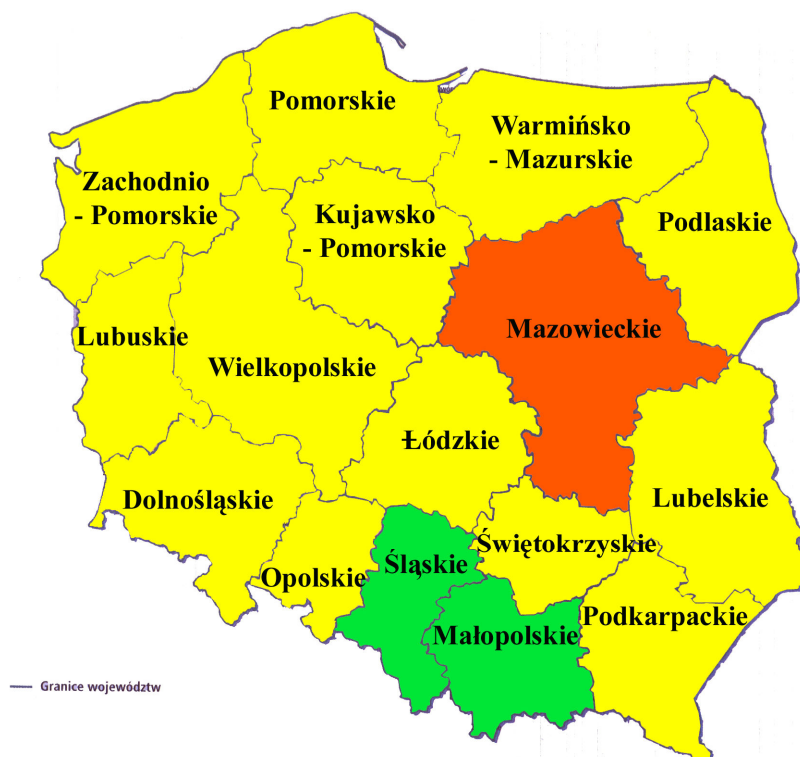 Pomorskie
Warmińsko
- Mazurskie
Zachodnio
- Pomorskie
Kujawsko
- Pomorskie
Podlaskie
Lubuskie
Mazowieckie
Wielkopolskie
Łódzkie
Dolnośląskie
Lubelskie
Świętokrzyskie
Śląskie
Opolskie
Podkarpackie
Małopolskie
Granice województw